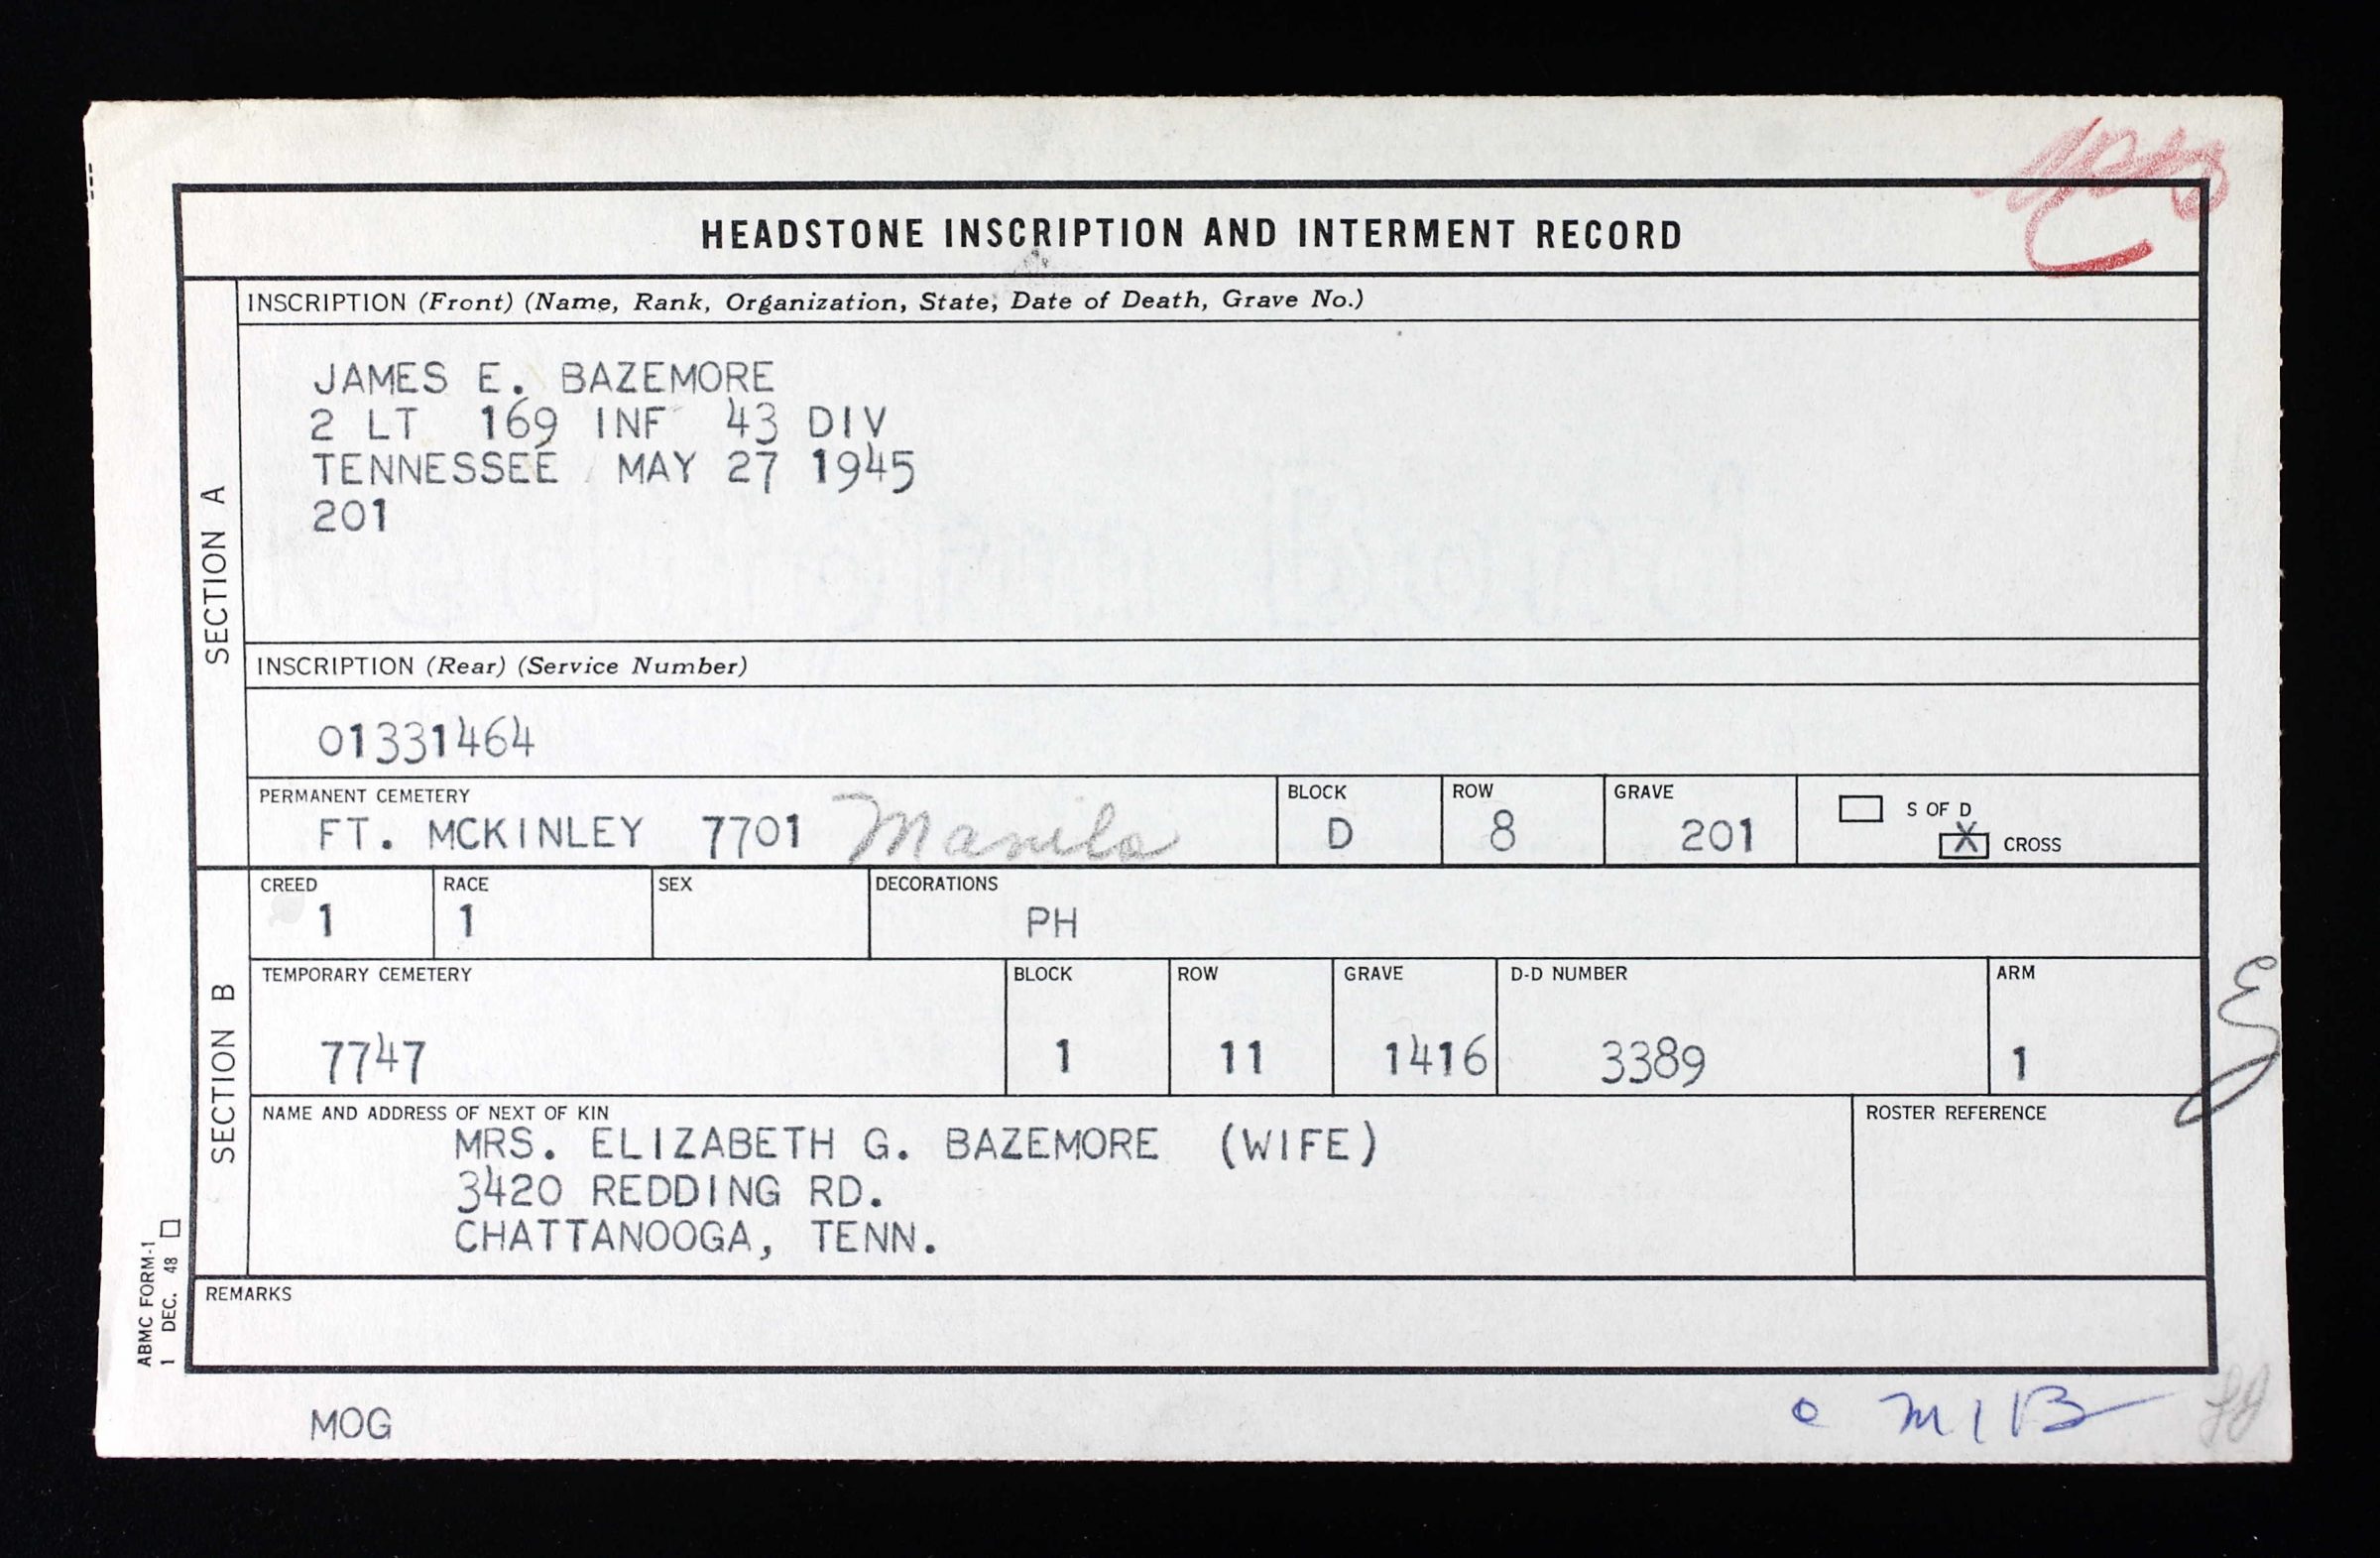 HEADSTONE INSCRIPTION AND INTERMENT RECORD
SECTION A
INSCRIPTION (Front) (Name, Rank, Organization, State, Date of Death, Grave No.)
JAMES E. BAZEMORE
2 LT 169 INF 43 DIV
TENNESSEE MAY 27 1945
201
INSCRIPTION (Rear) (Service Number)
01331464
PERMANENT CEMETERY BLOCK ROW GRAVE S OF D
FT. MCKINLEY 7701 Manila D 8 201 X CROSS
SECTION B
CREED RACE SEX DECORATIONS
1 1 PH
TEMPORARY CEMETERY BLOCK ROW GRAVE D-D NUMBER ARM
7747 1 11 1416 3389 1
NAME AND ADDRESS OF NEXT OF KIN ROSTER REFERENCE
MRS. ELIZABETH G. BAZEMORE (WIFE)
3420 REDDING RD.
CHATTANOOGA, TENN.
REMARKS
ABMC FORM-1
1 DEC. 48
MOG